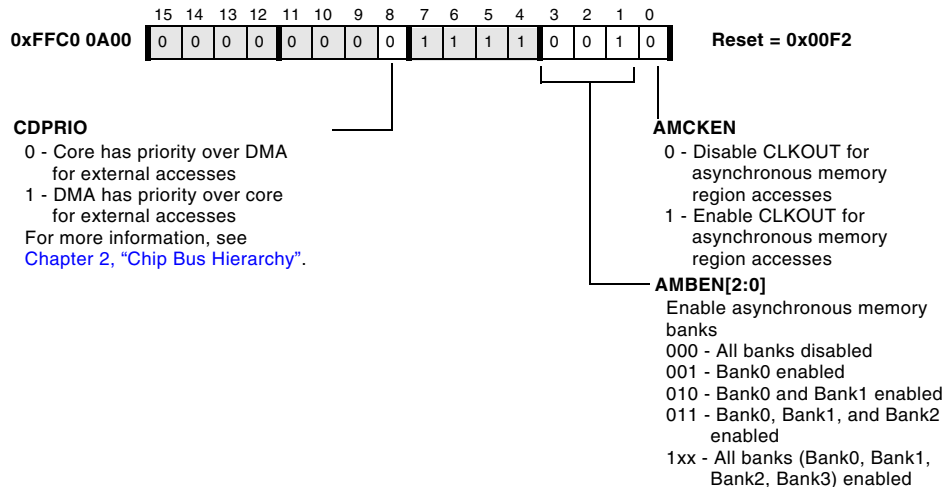 15 14 13 12 11 10 9 8 7 6 5 4 3 2 1 0
0xFFC0 0A00 0 0 0 0 0 0 0 0 1 1 1 1 0 0 1 0 Reset = 0x00F2
CDPRIO
0 - Core has priority over DMA
for external accesses
1 - DMA has priority over core
for external accesses
For more information, see
Chapter 2, “Chip Bus Hierarchy”.
AMCKEN
0 - Disable CLKOUT for
asynchronous memory
region accesses
1 - Enable CLKOUT for
asynchronous memory
region accesses
AMBEN[2:0]
Enable asynchronous memory
banks
000 - All banks disabled
001 - Bank0 enabled
010 - Bank0 and Bank1 enabled
011 - Bank0, Bank1, and Bank2
enabled
1xx - All banks (Bank0, Bank1,
Bank2, Bank3) enabled